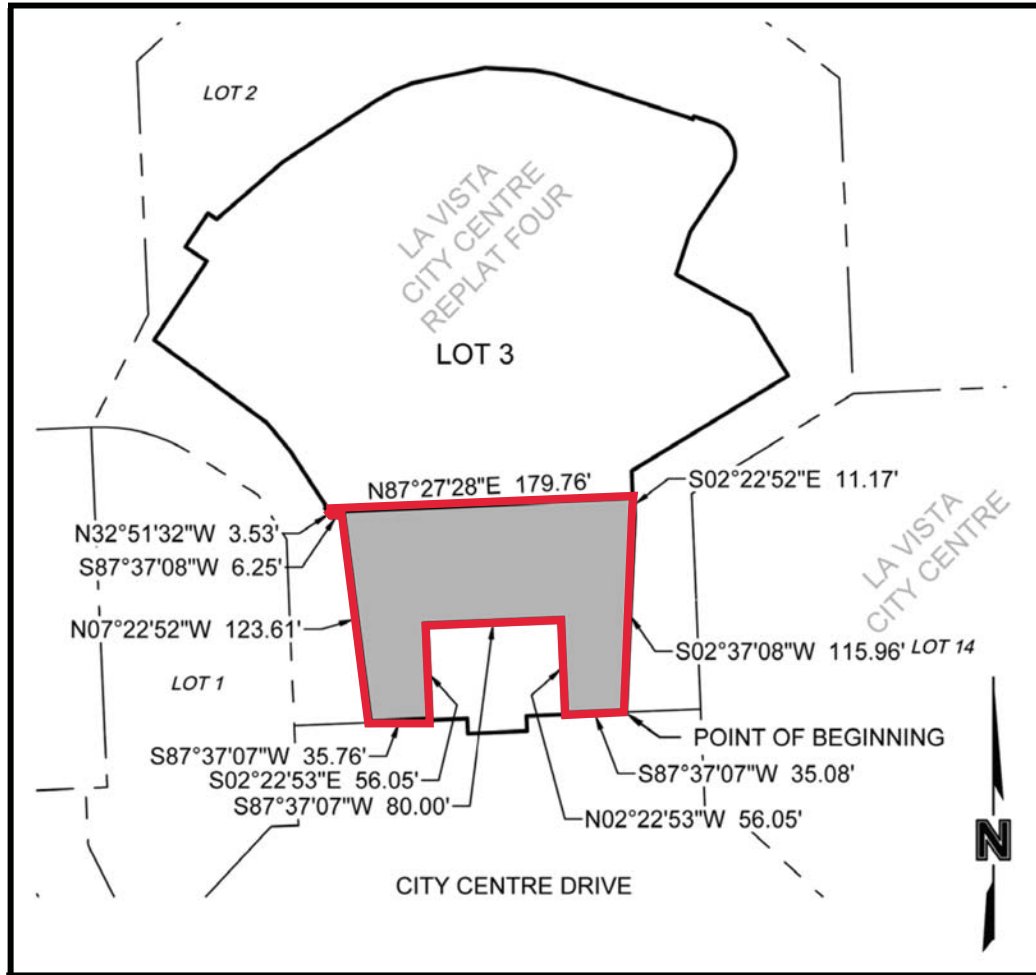 LOT 2
LA VISTA
CITY CENTRE
REPLAT FOUR
LOT 3
N87°27'28"E 179.76'
S02°22'52"E 11.17'
N32°51'32"W 3.53'
S87°37'08"W 6.25'
LA VISTA
CITY CENTRE
N07°22'52"W 123.61'
S02°37'08"W 115.96'
LOT 14
LOT 1
POINT OF BEGINNING
S87°37'07"W 35.76'
S87°37'07"W 35.08'
S02°22'53"E 56.05'
S87°37'07"W 80.00'
N02°22'53"W 56.05'
N
CITY CENTRE DRIVE